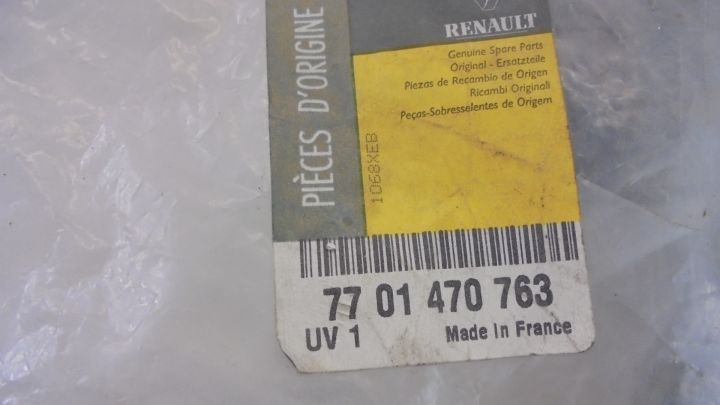 PIÈCES D'ORIGINE
RENAULT
Genuine Spare Parts
Original - Ersatzteile
Piezas de Recambio de Origen
Ricambi Originali
Peças-Sobresselentes de Origem
1068XEB
77 01 470 763
UV 1 Made In France